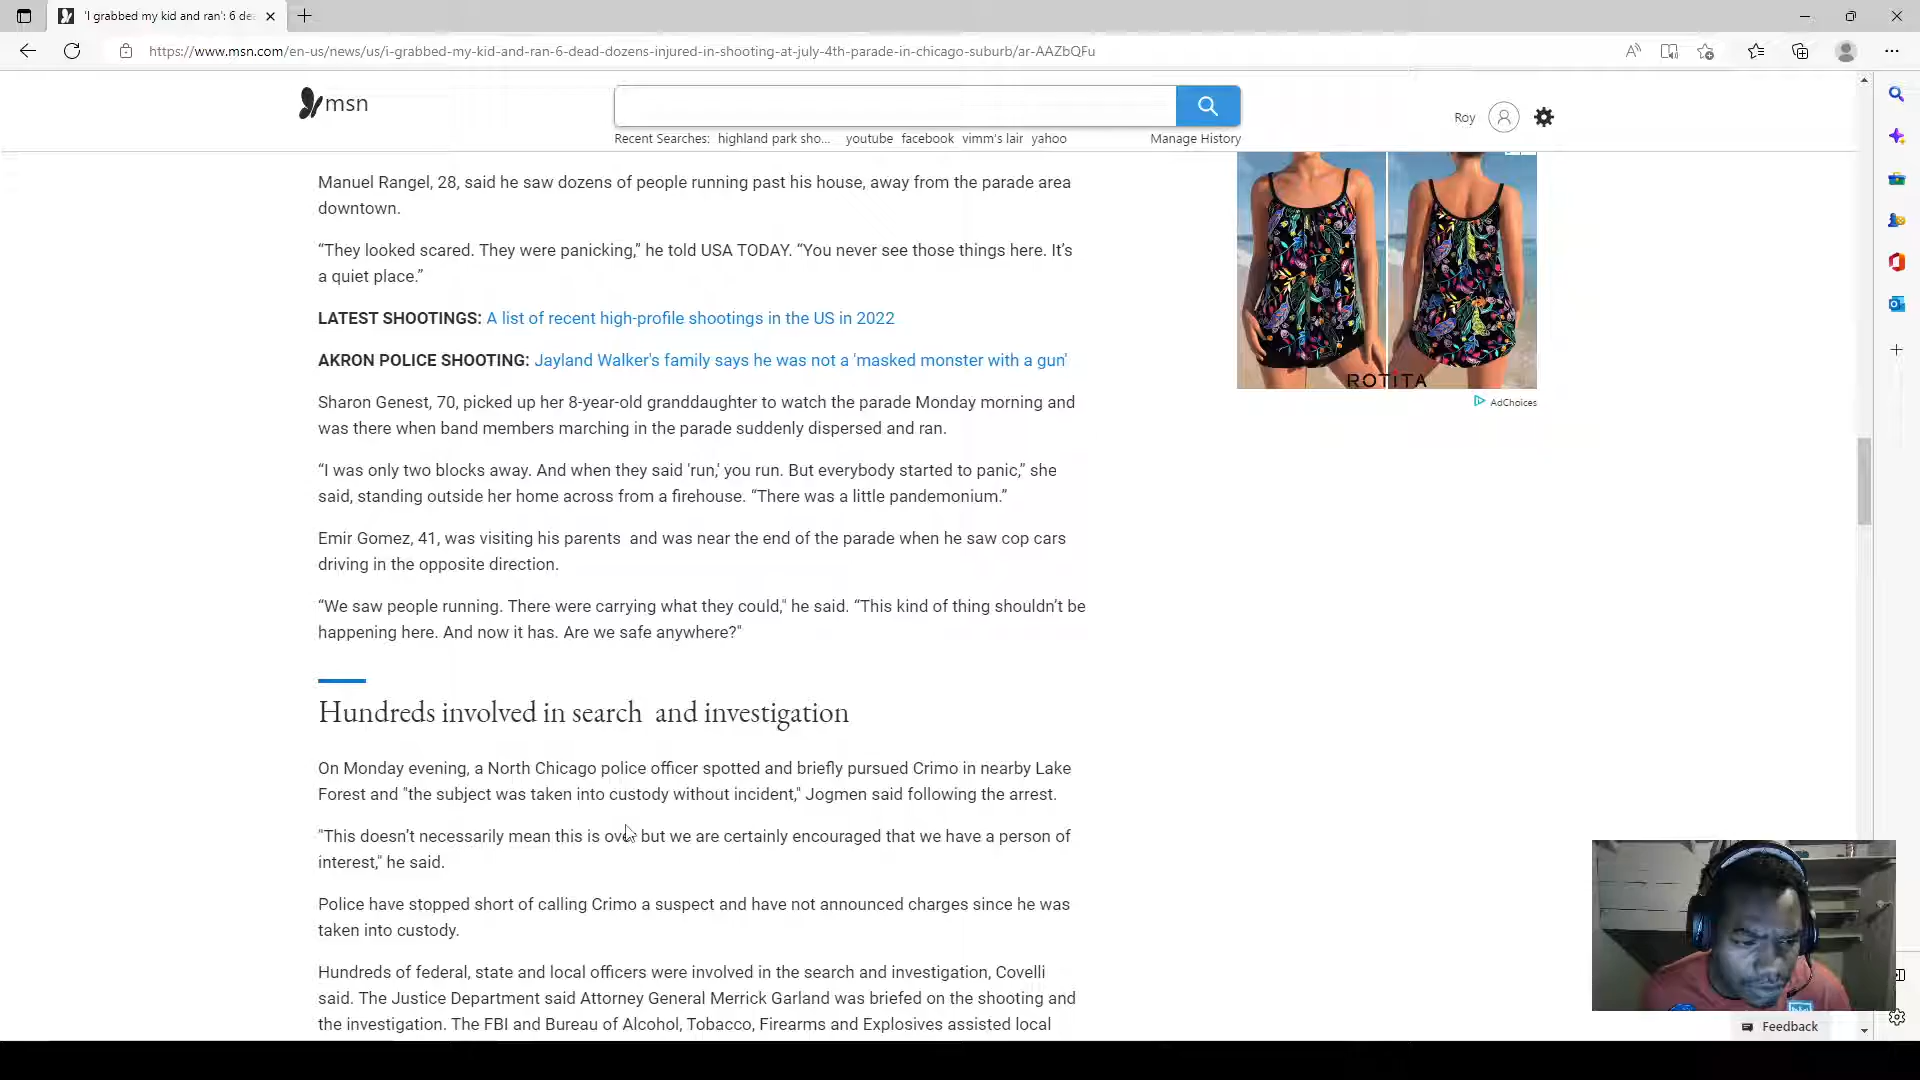 'I grabbed my kid and ran': 6 dea
https://www.msn.com/en-us/news/us/i-grabbed-my-kid-and-ran-6-dead-dozens-injured-in-shooting-at-july-4th-parade-in-chicago-suburb/ar-AAZbQFu
msn
Roy
Recent Searches: highland park sho... youtube facebook vimm's lair yahoo Manage History
Manuel Rangel, 28, said he saw dozens of people running past his house, away from the parade area
downtown.
“They looked scared. They were panicking,” he told USA TODAY. “You never see those things here. It’s
a quiet place.”
LATEST SHOOTINGS: A list of recent high-profile shootings in the US in 2022
AKRON POLICE SHOOTING: Jayland Walker's family says he was not a 'masked monster with a gun'
ROTITA
AdChoices
Sharon Genest, 70, picked up her 8-year-old granddaughter to watch the parade Monday morning and
was there when band members marching in the parade suddenly dispersed and ran.
“I was only two blocks away. And when they said 'run,' you run. But everybody started to panic,” she
said, standing outside her home across from a firehouse. “There was a little pandemonium.”
Emir Gomez, 41, was visiting his parents  and was near the end of the parade when he saw cop cars
driving in the opposite direction.
“We saw people running. There were carrying what they could," he said. “This kind of thing shouldn’t be
happening here. And now it has. Are we safe anywhere?"
Hundreds involved in search  and investigation
On Monday evening, a North Chicago police officer spotted and briefly pursued Crimo in nearby Lake
Forest and "the subject was taken into custody without incident," Jogmen said following the arrest.
"This doesn’t necessarily mean this is over but we are certainly encouraged that we have a person of
interest," he said.
Police have stopped short of calling Crimo a suspect and have not announced charges since he was
taken into custody.
Hundreds of federal, state and local officers were involved in the search and investigation, Covelli
said. The Justice Department said Attorney General Merrick Garland was briefed on the shooting and
the investigation. The FBI and Bureau of Alcohol, Tobacco, Firearms and Explosives assisted local
Feedback